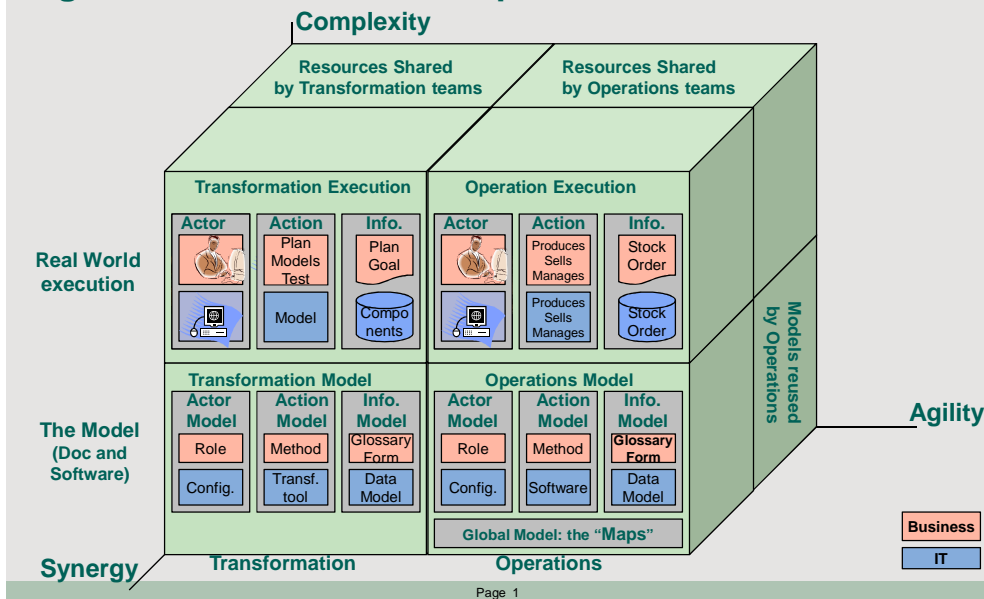 Complexity
Resources Shared
by Transformation teams
Resources Shared
by Operations teams
Transformation Execution
Operation Execution
Actor
Action
Info.
Actor
Action
Info.
Plan
Models
Test
Plan
Goal
Produces
Sells
Manages
Stock
Order
Real World
execution
Model
Compo
nents
Produces
Sells
Manages
Stock
Order
Models reused
by Operations
Transformation Model
Operations Model
Actor
Model
Action
Model
Info.
Model
Actor
Model
Action
Model
Info.
Model
Agility
The Model
(Doc and
Software)
Role
Method
Glossary
Form
Role
Method
Glossary
Form
Config.
Transf.
tool
Data
Model
Config.
Software
Data
Model
Global Model: the “Maps”
Business
IT
Synergy
Transformation
Operations
Page 1